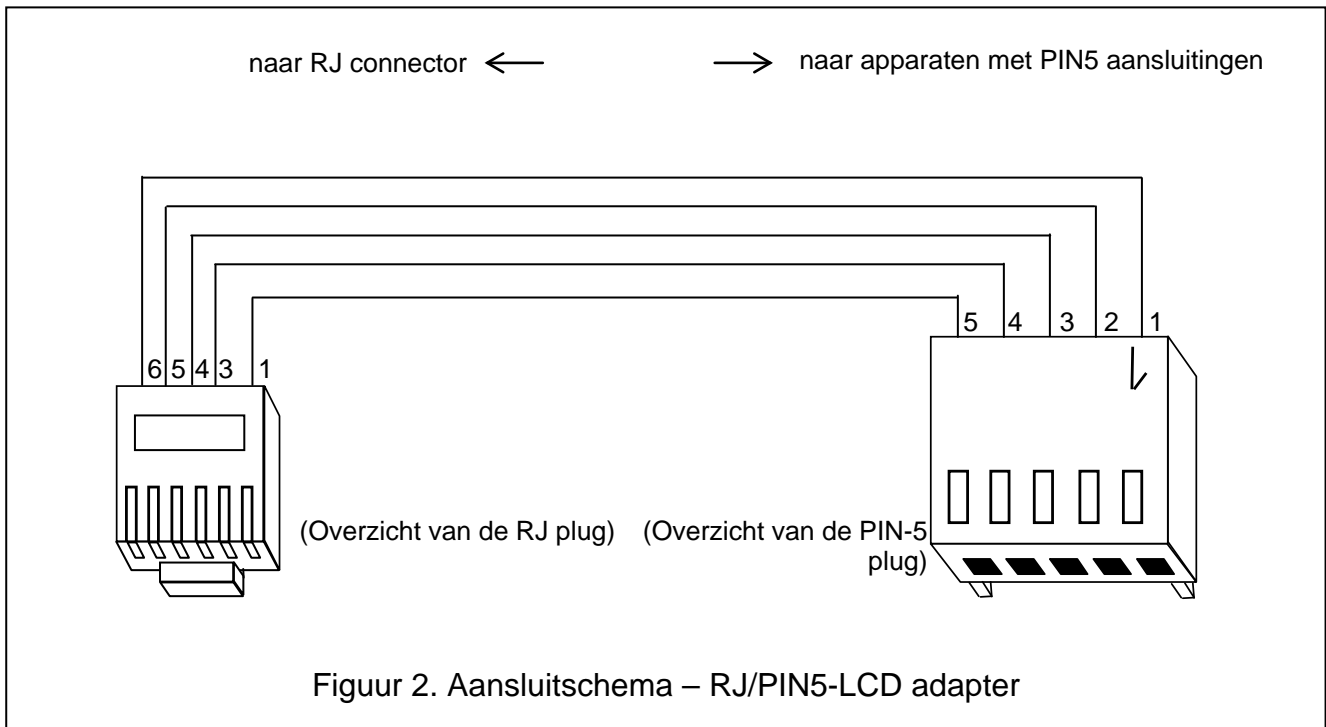 naar RJ connector
naar apparaten met PIN5 aansluitingen
5 4 3 2 1
6 5 4 3 1
(Overzicht van de RJ plug)
(Overzicht van de PIN-5
plug)
Figuur 2. Aansluitschema – RJ/PIN5-LCD adapter